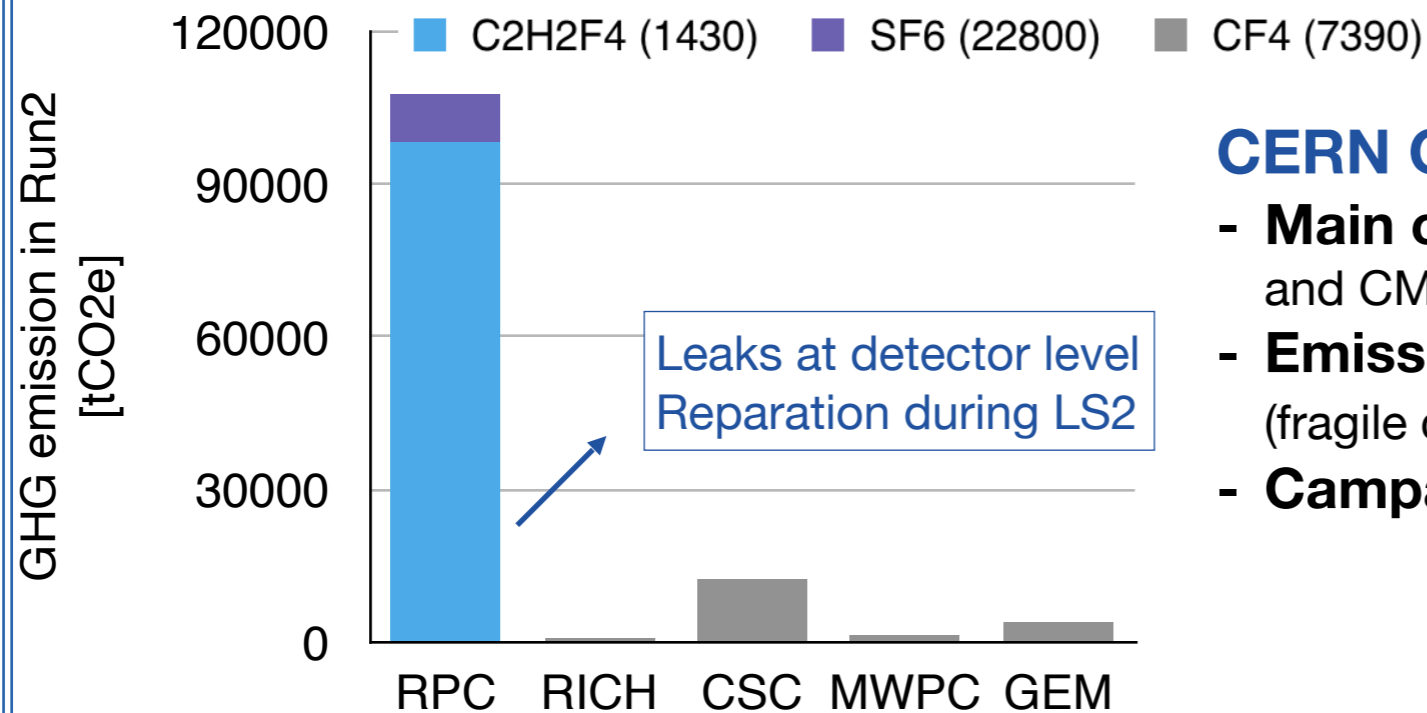 120000
C2H2F4 (1430)
SF6 (22800)
CF4 (7390)
GHG emission in Run2
[tCO2e]
90000
60000
30000
0
Leaks at detector level
Reparation during LS2
RPC RICH CSC MWPC GEM
CERN
- Main
and CM
- Emiss
(fragile
- Campa